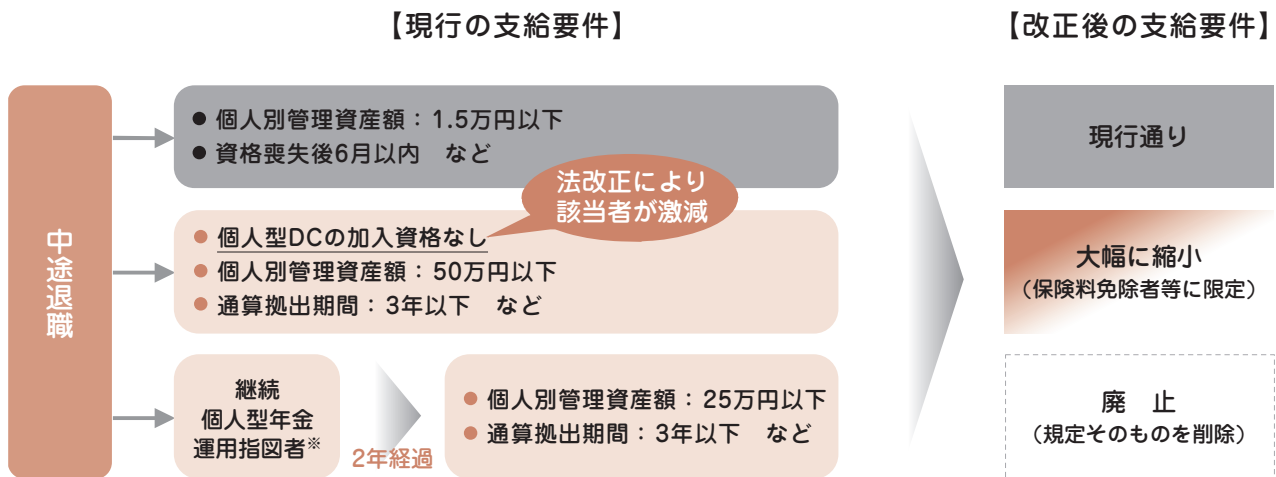 【現行の支給要件】
【改正後の支給要件】
中途退職
● 個人別管理資産額：1.5万円以下
● 資格喪失後6月以内　など
現行通り
法改正により
該当者が激減
● 個人型DCの加入資格なし
● 個人別管理資産額：50万円以下
● 通算拠出期間：3年以下　など
大幅に縮小
（保険料免除者等に限定）
継続
個人型年金
運用指図者※
2年経過
● 個人別管理資産額：25万円以下
● 通算拠出期間：3年以下　など
廃　止
（規定そのものを削除）